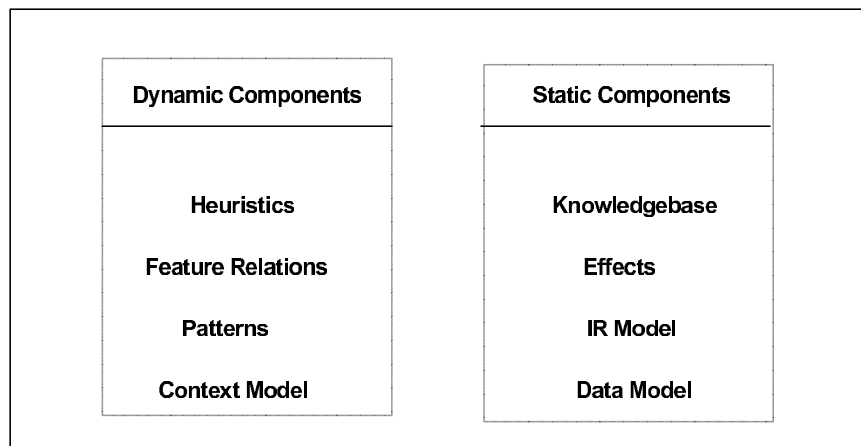 Dynamic Components
Heuristics
Feature Relations
Patterns
Context Model
Static Components
Knowledgebase
Effects
IR Model
Data Model